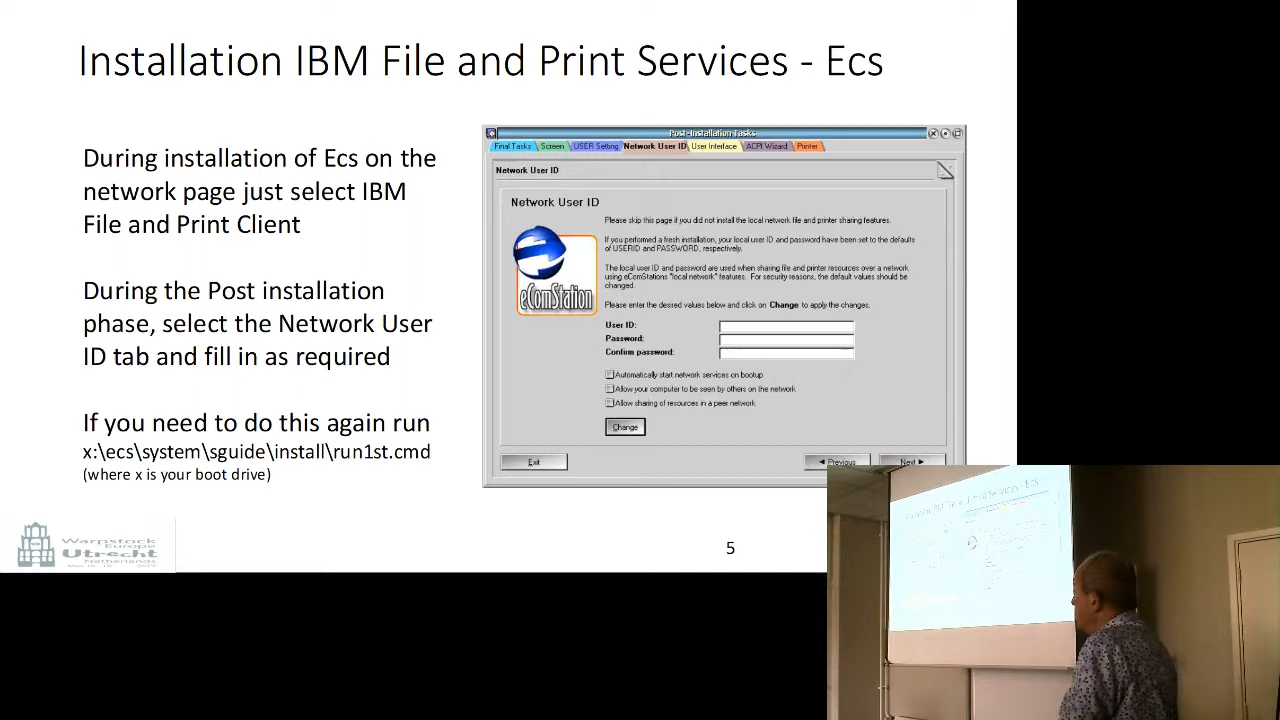 Installation IBM File and Print Services - Ecs
During installation of Ecs on the
network page just select IBM
File and Print Client
During the Post installation
phase, select the Network User
ID tab and fill in as required
If you need to do this again run
x:\ecs\system\sguide\install\run1st.cmd
(where x is your boot drive)
Post-Installation Tasks
Final Tasks Screen USER Setting Network User ID User Interface ACPI Wizard Printer
Network User ID
Network User ID
Please skip this page if you did not install the local network file and printer sharing features.
If you performed a fresh installation, your local user ID and password have been set to the defaults
of USERID and PASSWORD, respectively.
The local user ID and password are used when sharing file and printer resources over a network
using eComStations "local network" features. For security reasons, the default values should be
changed.
Please enter the desired values below and click on Change to apply the changes.
eComStation
User ID:
Password:
Confirm password:
Automatically start network services on bootup
Allow your computer to be seen by others on the network
Allow sharing of resources in a peer network
Change
Exit
Previous
Next
Warpstock
Europe
Utrecht
Netherlands
5